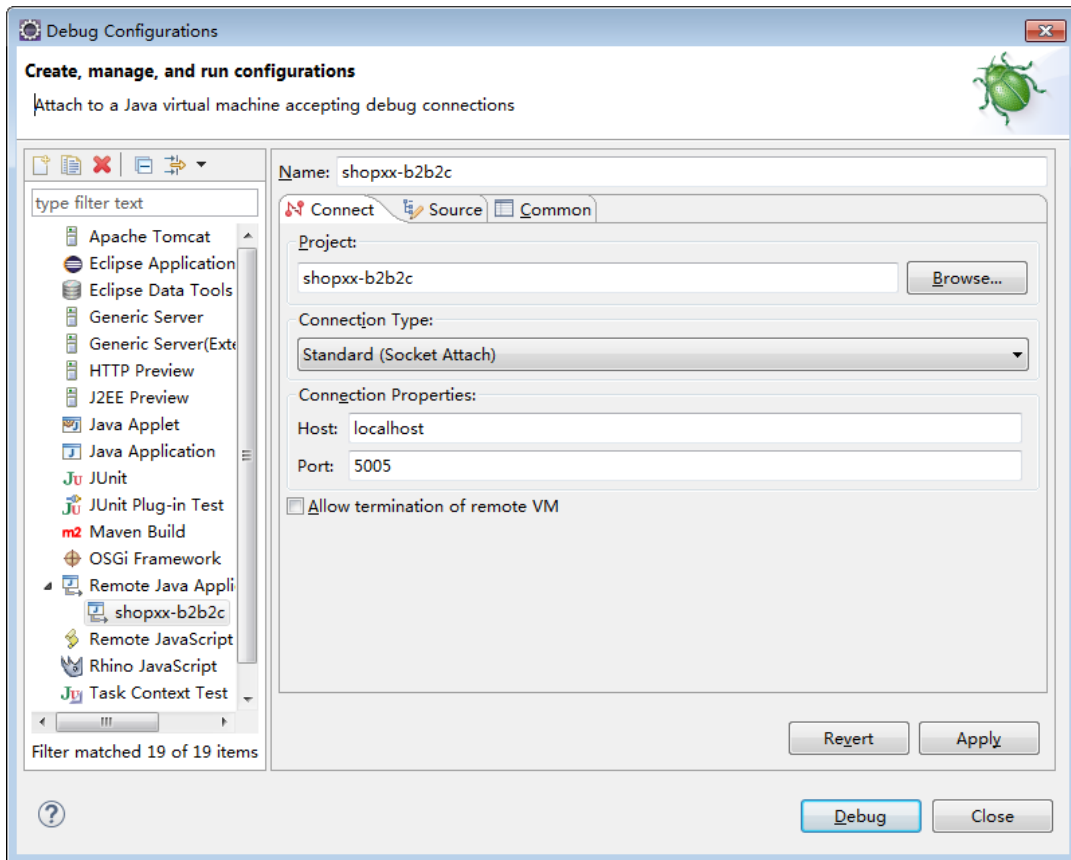 Debug Configurations
Create, manage, and run configurations
Attach to a Java virtual machine accepting debug connections
type filter text
Apache Tomcat
Eclipse Application
Eclipse Data Tools
Generic Server
Generic Server(Exte
HTTP Preview
J2EE Preview
Java Applet
Java Application
JUnit
JUnit Plug-in Test
m2 Maven Build
OSGi Framework
Remote Java Appli
shopxx-b2b2c
Remote JavaScript
Rhino JavaScript
Task Context Test
Filter matched 19 of 19 items
Name: shopxx-b2b2c
Connect Source Common
Project:
shopxx-b2b2c Browse...
Connection Type:
Standard (Socket Attach)
Connection Properties:
Host: localhost
Port: 5005
Allow termination of remote VM
Revert Apply
Debug Close